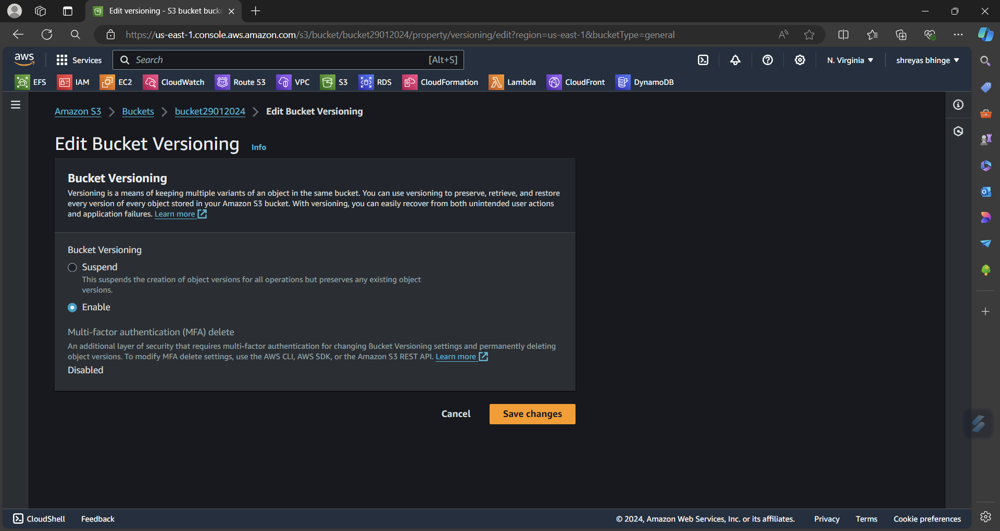 Edit versioning - S3 bucket bucke
https://us-east-1.console.aws.amazon.com/s3/bucket/bucket29012024/property/versioning/edit?region=us-east-1&bucketType=general
aws
Services
Search
[Alt+S]
N. Virginia
shreyas bhinge
EFS
IAM
EC2
CloudWatch
Route 53
VPC
S3
RDS
CloudFormation
Lambda
CloudFront
DynamoDB
Amazon S3
Buckets
bucket29012024
Edit Bucket Versioning
Edit Bucket Versioning
Info
Bucket Versioning
Versioning is a means of keeping multiple variants of an object in the same bucket. You can use versioning to preserve, retrieve, and restore
every version of every object stored in your Amazon S3 bucket. With versioning, you can easily recover from both unintended user actions
and application failures. Learn more
Bucket Versioning
Suspend
This suspends the creation of object versions for all operations but preserves any existing object
versions.
Enable
Multi-factor authentication (MFA) delete
An additional layer of security that requires multi-factor authentication for changing Bucket Versioning settings and permanently deleting
object versions. To modify MFA delete settings, use the AWS CLI, AWS SDK, or the Amazon S3 REST API. Learn more
Disabled
Cancel
Save changes
CloudShell
Feedback
© 2024, Amazon Web Services, Inc. or its affiliates.
Privacy
Terms
Cookie preferences